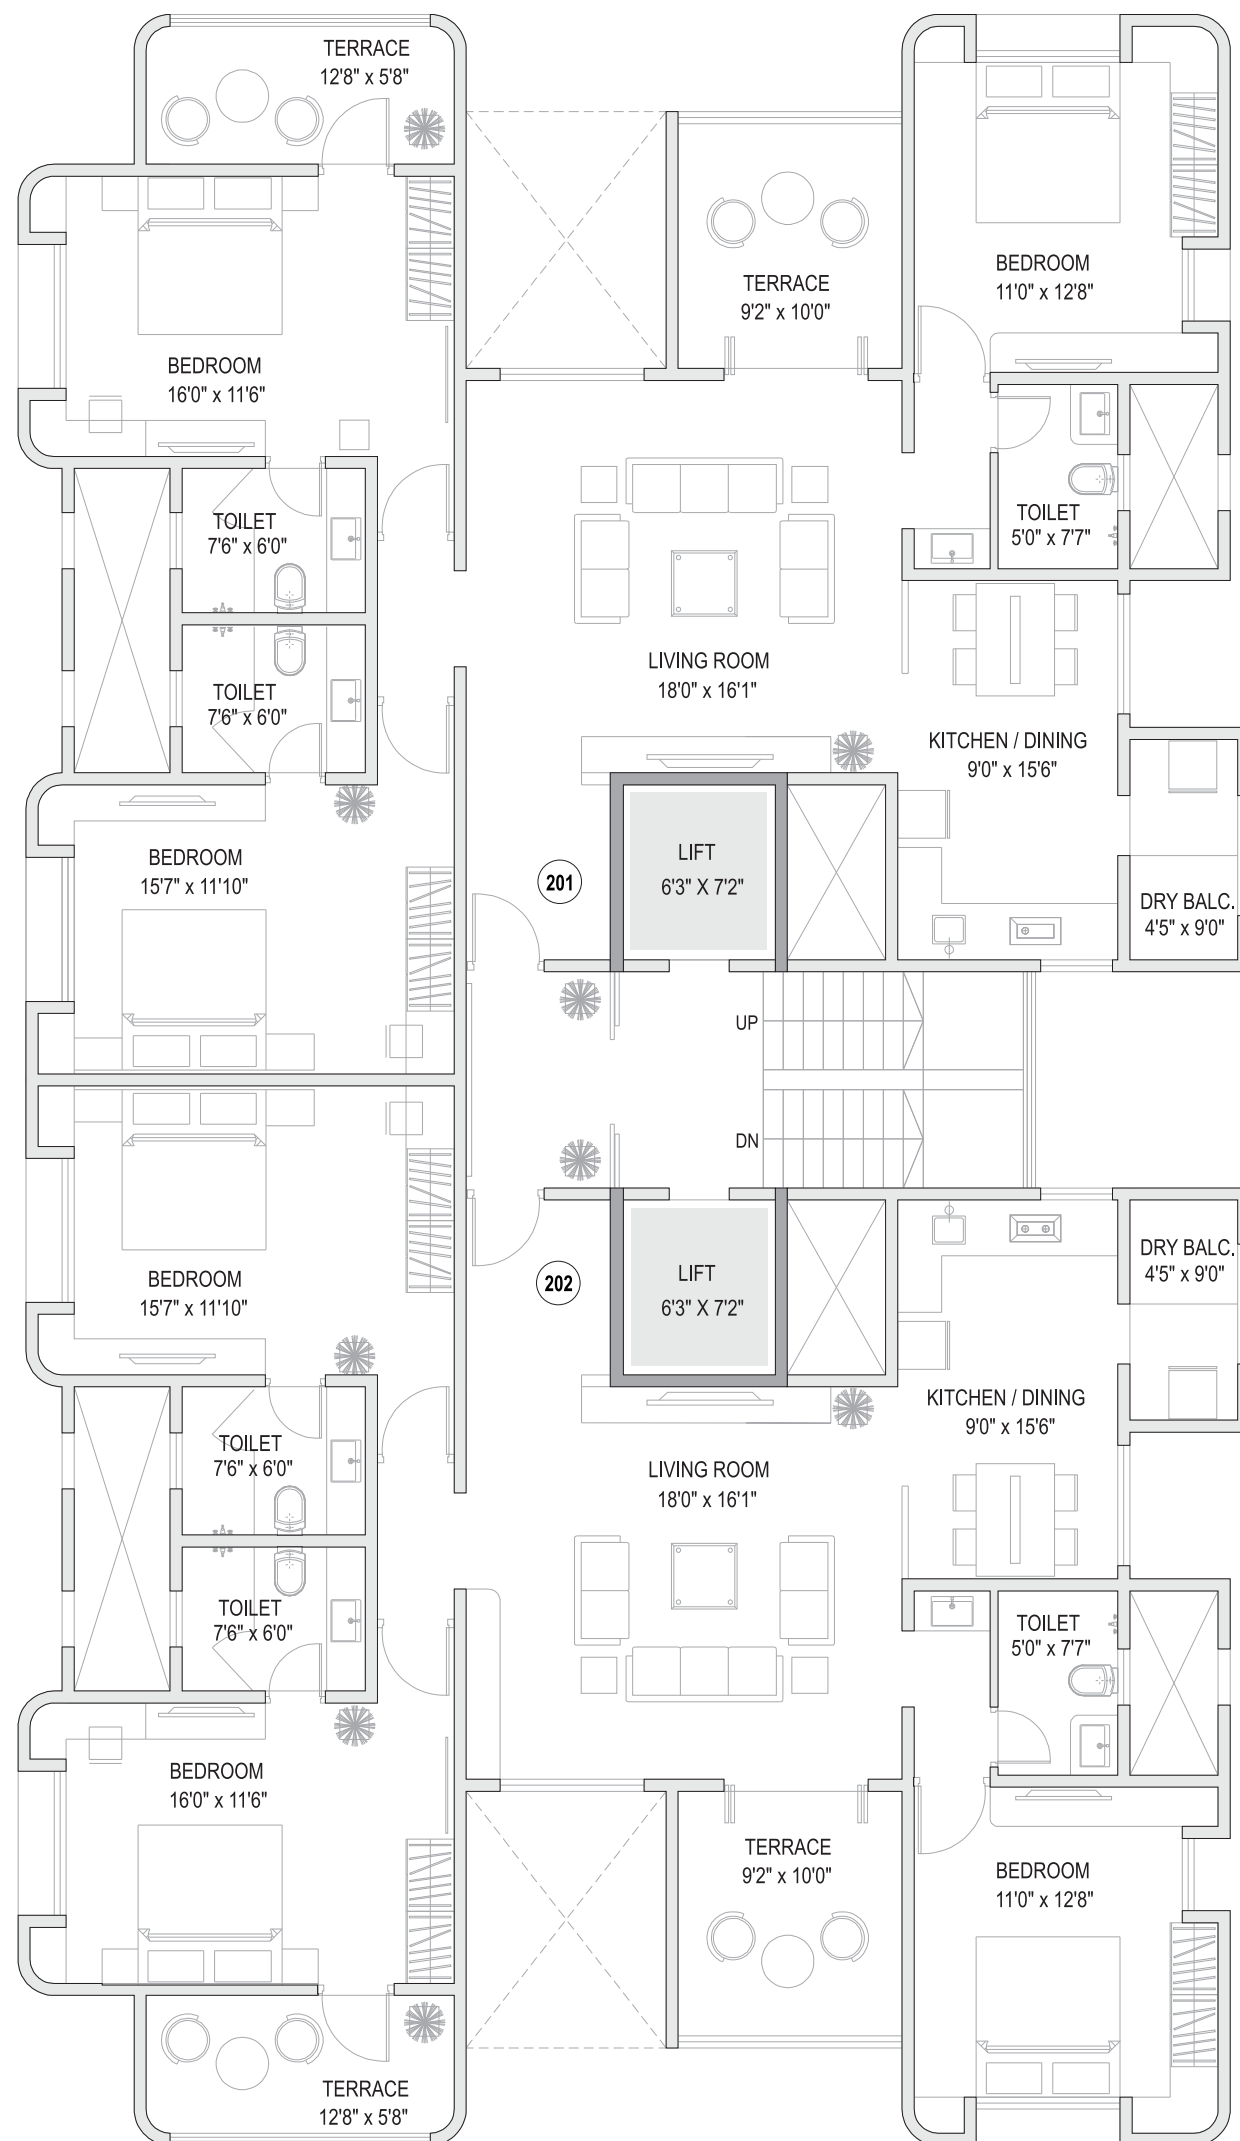 TERRACE
12'8" x 5'8"
BEDROOM
11'0" x 12'8"
TERRACE
9'2" x 10'0"
BEDROOM
16'0" x 11'6"
TOILET
7'6" x 6'0"
TOILET
5'0" x 7'7"
LIVING ROOM
18'0" x 16'1"
TOILET
7'6" x 6'0"
KITCHEN / DINING
9'0" x 15'6"
BEDROOM
15'7" x 11'10"
201
LIFT
6'3" X 7'2"
DRY BALC.
4'5" x 9'0"
UP
DN
BEDROOM
15'7" x 11'10"
202
LIFT
6'3" X 7'2"
DRY BALC.
4'5" x 9'0"
KITCHEN / DINING
9'0" x 15'6"
TOILET
7'6" x 6'0"
LIVING ROOM
18'0" x 16'1"
TOILET
7'6" x 6'0"
TOILET
5'0" x 7'7"
BEDROOM
16'0" x 11'6"
TERRACE
9'2" x 10'0"
BEDROOM
11'0" x 12'8"
TERRACE
12'8" x 5'8"